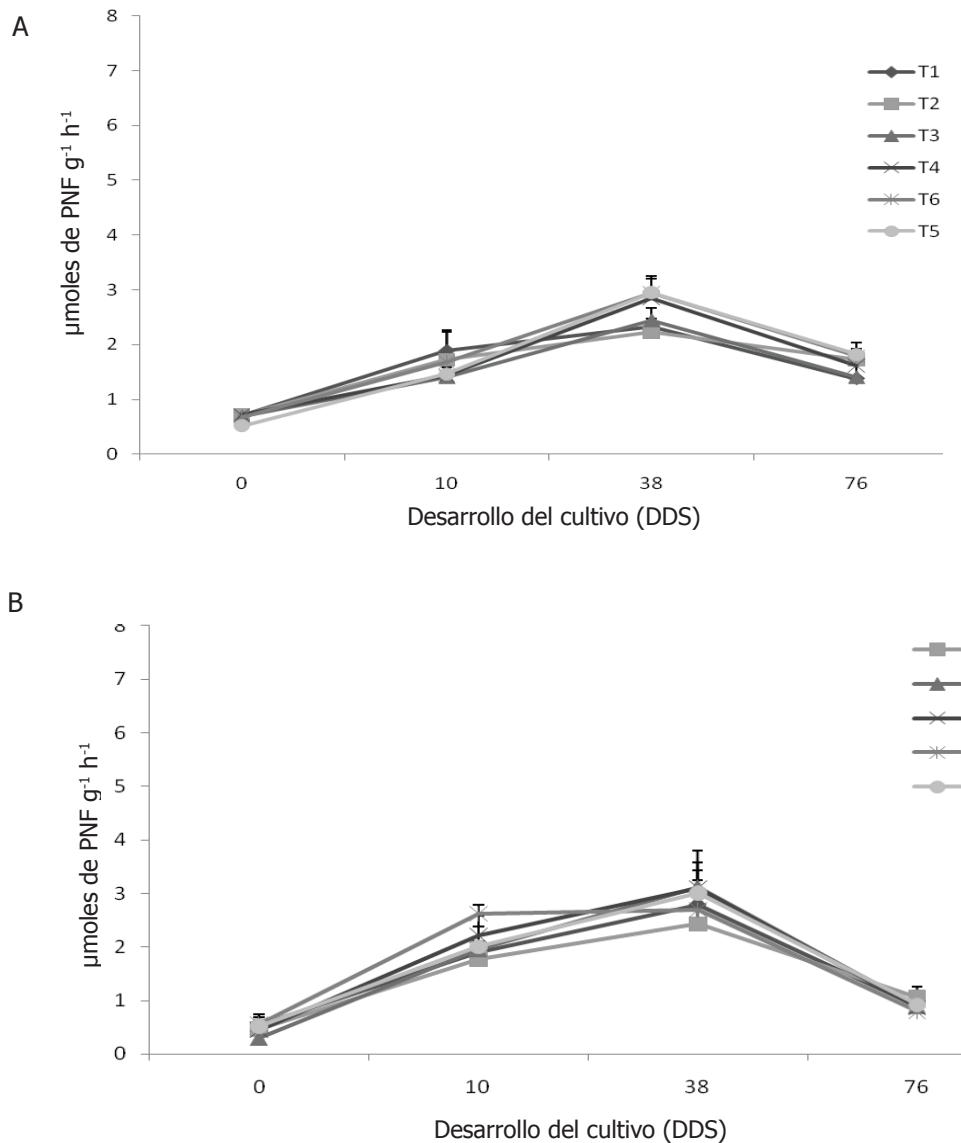 A
8
7
6
5
4
3
2
1
0
µmoles de PNF g-1 h-1
T1
T2
T3
T4
T6
T5
0 10 38 76
Desarrollo del cultivo (DDS)
B
8
7
6
5
4
3
2
1
0
µmoles de PNF g-1 h-1
0 10 38 76
Desarrollo del cultivo (DDS)